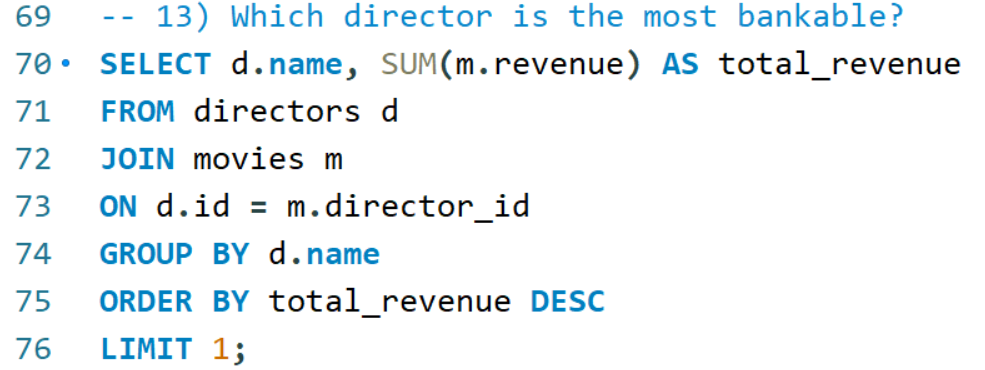 69 -- 13) Which director is the most bankable?
70 • SELECT d.name, SUM(m.revenue) AS total_revenue
71 FROM directors d
72 JOIN movies m
73 ON d.id = m.director_id
74 GROUP BY d.name
75 ORDER BY total_revenue DESC
76 LIMIT 1;